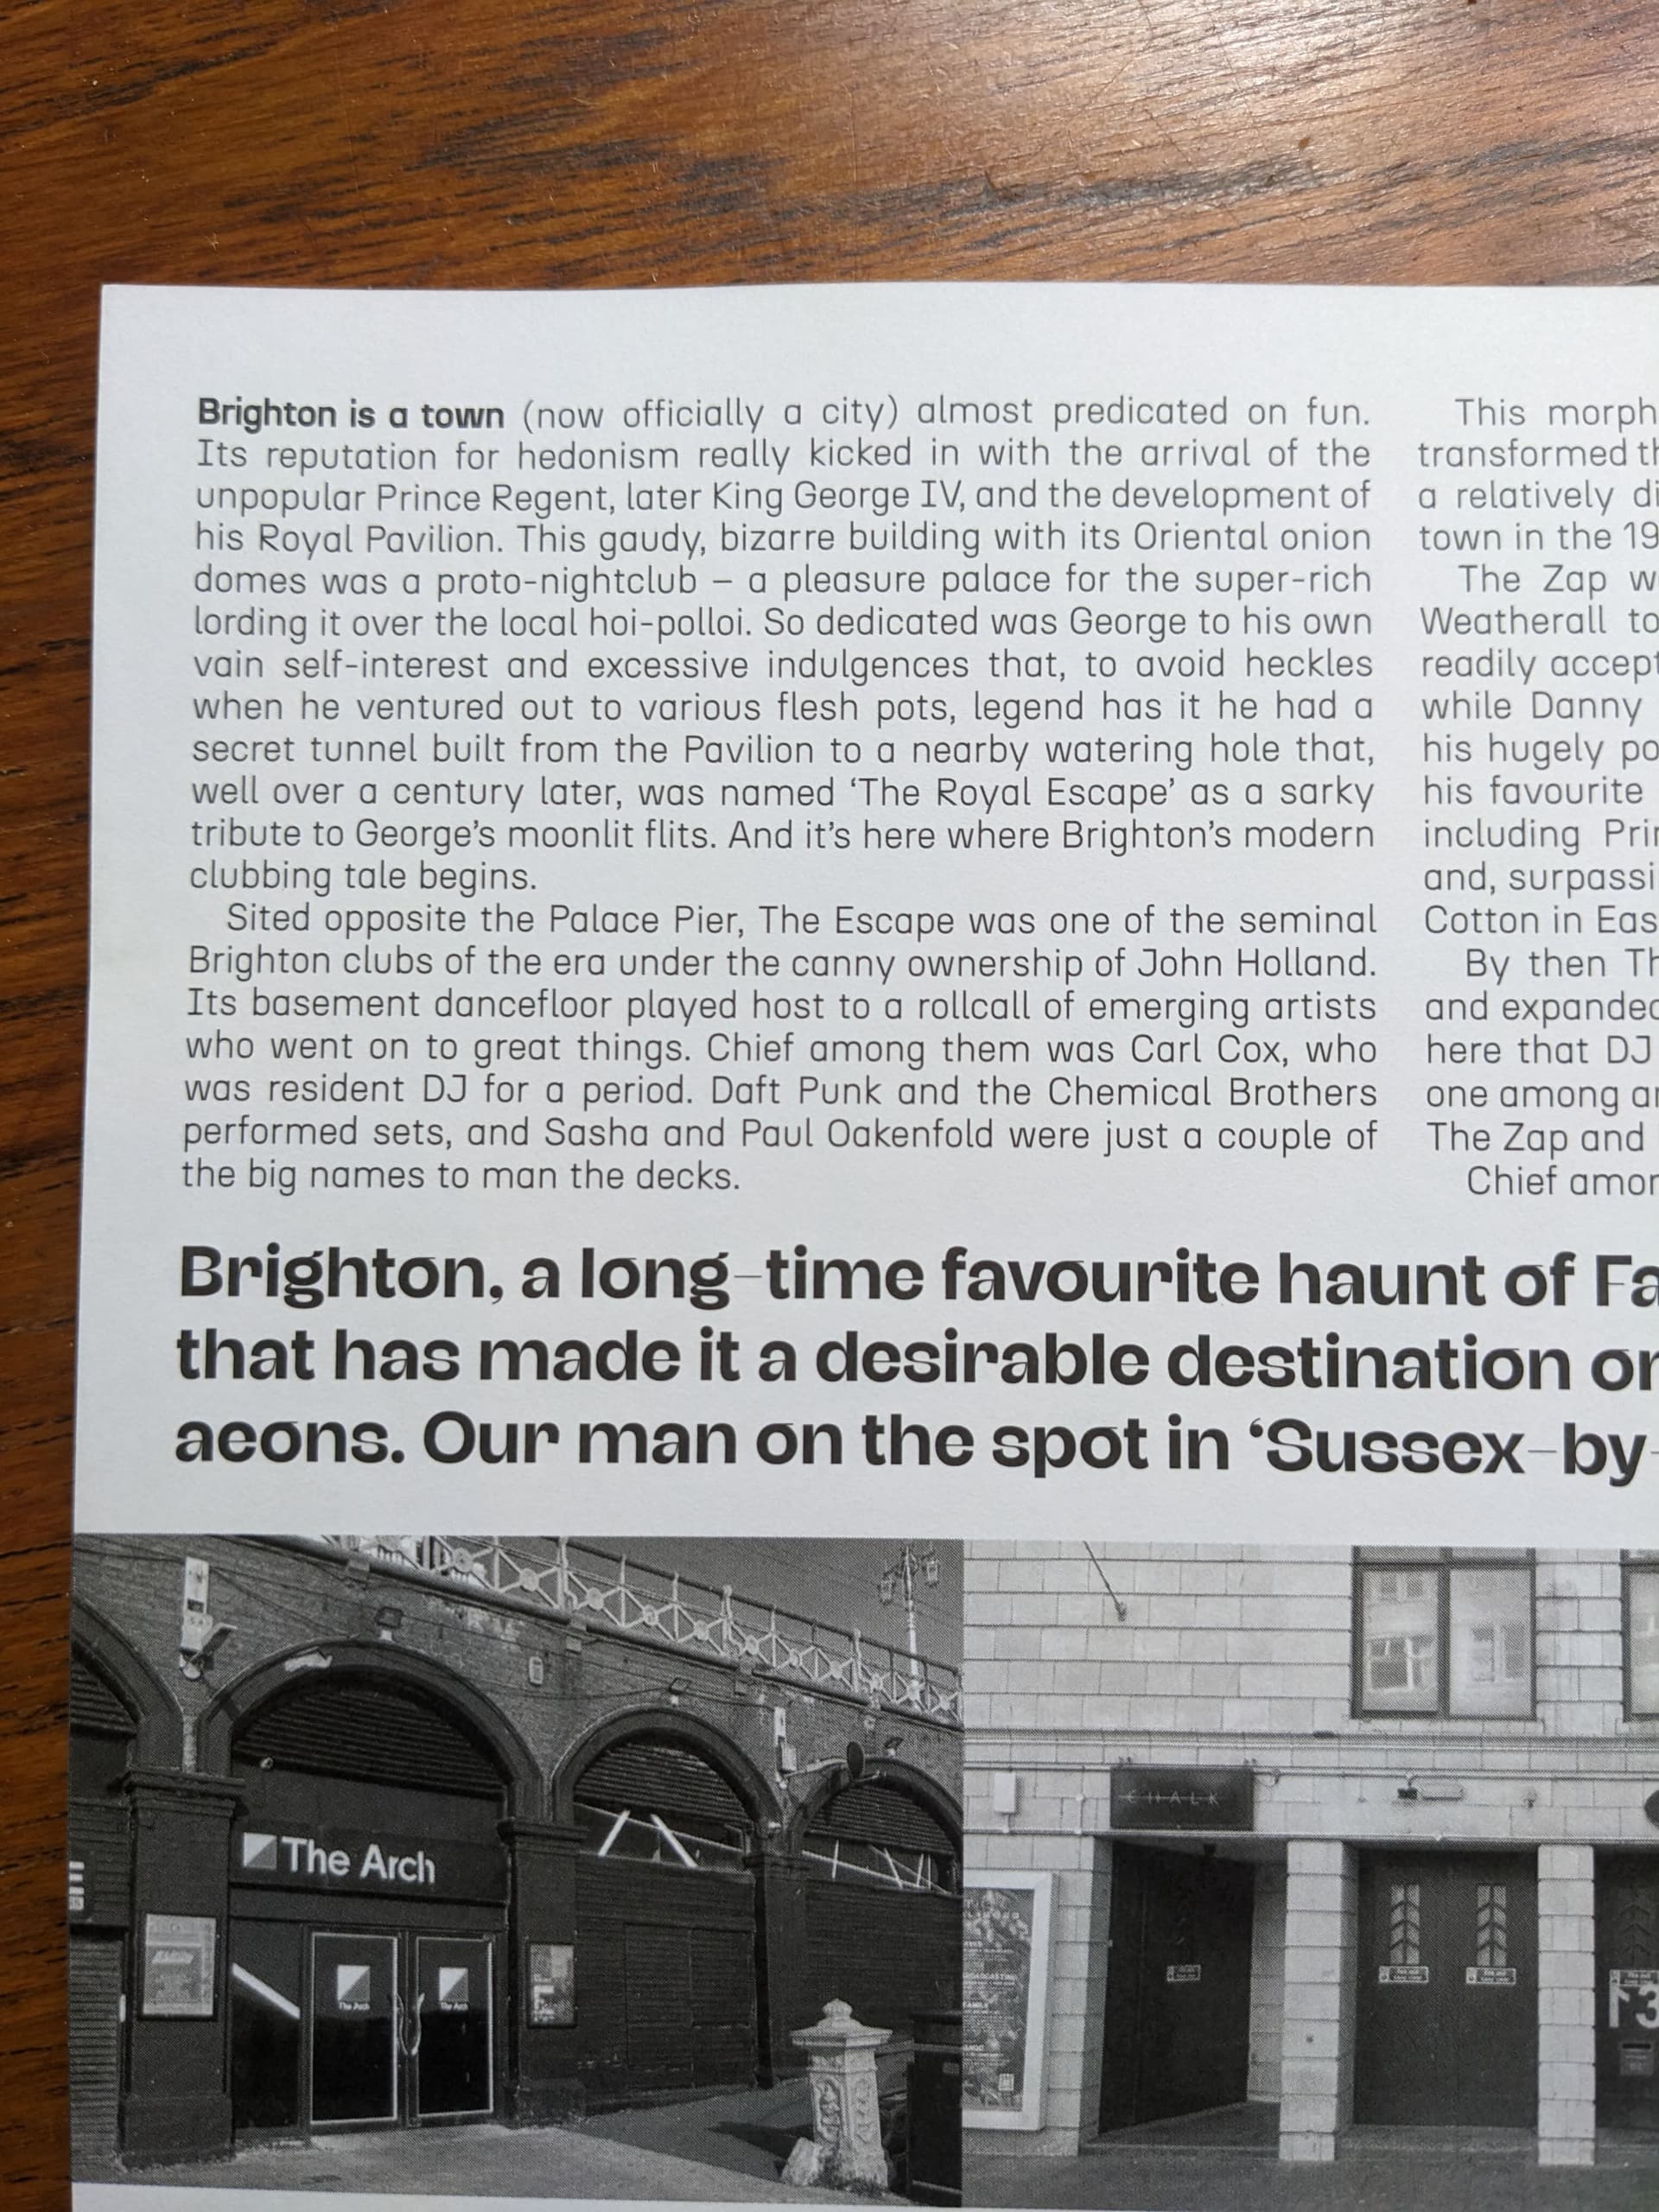 Brighton is a town (now officially a city) almost predicated on fun.
Its reputation for hedonism really kicked in with the arrival of the
unpopular Prince Regent, later King George IV, and the development of
his Royal Pavilion. This gaudy, bizarre building with its Oriental onion
domes was a proto-nightclub – a pleasure palace for the super-rich
lording it over the local hoi-polloi. So dedicated was George to his own
vain self-interest and excessive indulgences that, to avoid heckles
when he ventured out to various flesh pots, legend has it he had a
secret tunnel built from the Pavilion to a nearby watering hole that,
well over a century later, was named ‘The Royal Escape’ as a sarky
tribute to George’s moonlit flits. And it’s here where Brighton’s modern
clubbing tale begins.
Sited opposite the Palace Pier, The Escape was one of the seminal
Brighton clubs of the era under the canny ownership of John Holland.
Its basement dancefloor played host to a rollcall of emerging artists
who went on to great things. Chief among them was Carl Cox, who
was resident DJ for a period. Daft Punk and the Chemical Brothers
performed sets, and Sasha and Paul Oakenfold were just a couple of
the big names to man the decks.
This morph
transformed th
a relatively di
town in the 19
The Zap w
Weatherall to
readily accept
while Danny
his hugely po
his favourite
including Prin
and, surpassi
Cotton in Eas
By then Th
and expanded
here that DJ
one among an
The Zap and
Chief amon
Brighton, a long-time favourite haunt of Fa
that has made it a desirable destination or
aeons. Our man on the spot in ‘Sussex-by-
The Arch
The Arch
The Arch
CHALK